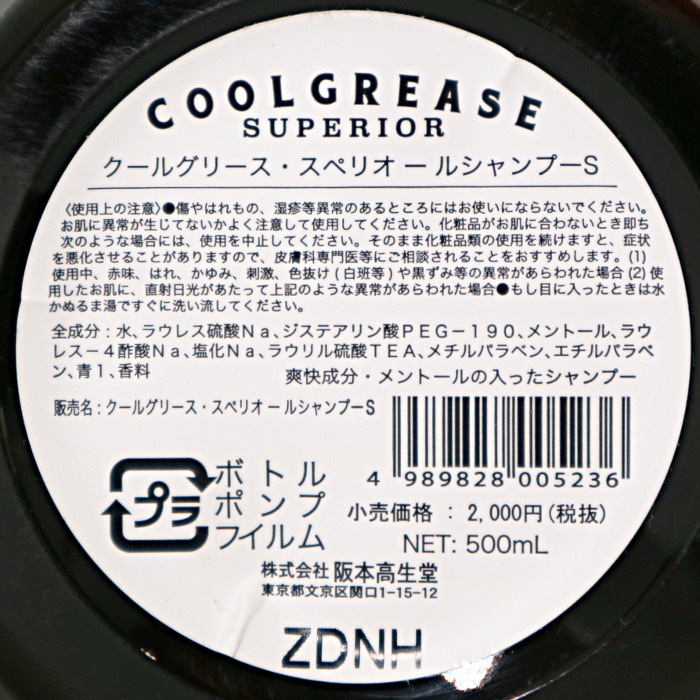 COOLGREASE
SUPERIOR
クールグリース・スペリオールシャンプーS
〈使用上の注意〉●傷やはれもの、湿疹等異常のあるところにはお使いにならないでください。
お肌に異常が生じてないかよく注意して使用してください。化粧品がお肌に合わないとき即ち
次のような場合には、使用を中止してください。そのまま化粧品類の使用を続けますと、症状
を悪化させることがありますので、皮膚科専門医等にご相談されることをおすすめします。(1)
使用中、赤味、はれ、かゆみ、刺激、色抜け(白班等)や黒ずみ等の異常があらわれた場合(2)使
用したお肌に、直射日光があたって上記のような異常があらわれた場合●もし目に入ったときは水
かぬるま湯ですぐに洗い流してください。
全成分:水、ラウレス硫酸Na、ジステアリン酸PEG-190、メントール、ラウ
レス-4酢酸Na、塩化Na、ラウリル硫酸TEA、メチルパラベン、エチルパラベ
ン、青1、香料
爽快成分・メントールの入ったシャンプー
販売名:クールグリース・スペリオールシャンプーS
4 989828 005236
プラ
ボトル
ポンプ
フイルム
小売価格 : 2,000円(税抜)
NET: 500mL
株式会社 阪本高生堂
東京都文京区関口1-15-12
ZDNH